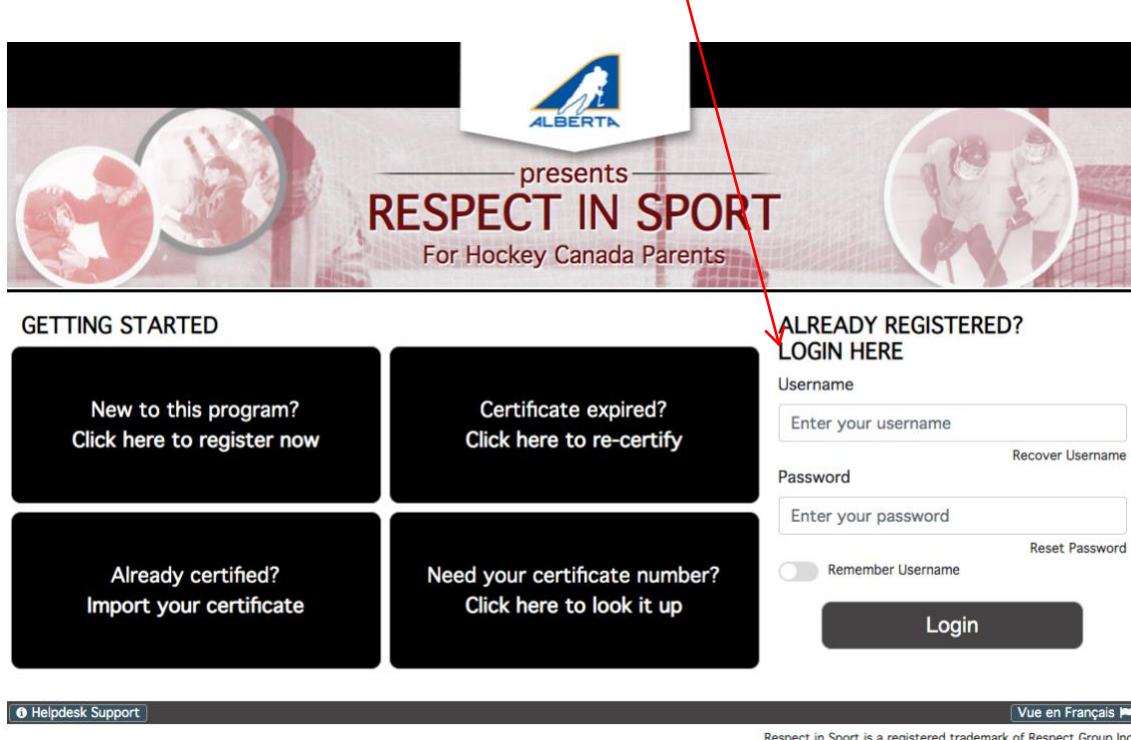 ALBERTA
presents
RESPECT IN SPORT
For Hockey Canada Parents
GETTING STARTED
New to this program?
Click here to register now
Certificate expired?
Click here to re-certify
Already certified?
Import your certificate
Need your certificate number?
Click here to look it up
ALREADY REGISTERED?
LOGIN HERE
Username
Enter your username
Recover Username
Password
Enter your password
Reset Password
Remember Username
Login
Helpdesk Support
Vue en Français
Respect in Sport is a registered trademark of Respect Group Inc